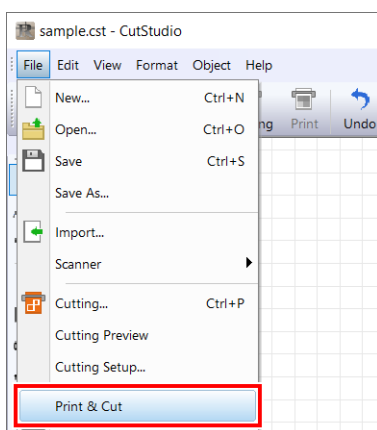 sample.cst - CutStudio
File Edit View Format Object Help
New... Ctrl+N
Open... Ctrl+O
ng Print Undo
Save Ctrl+S
Save As...
Import...
Scanner
Cutting... Ctrl+P
Cutting Preview
Cutting Setup...
Print & Cut